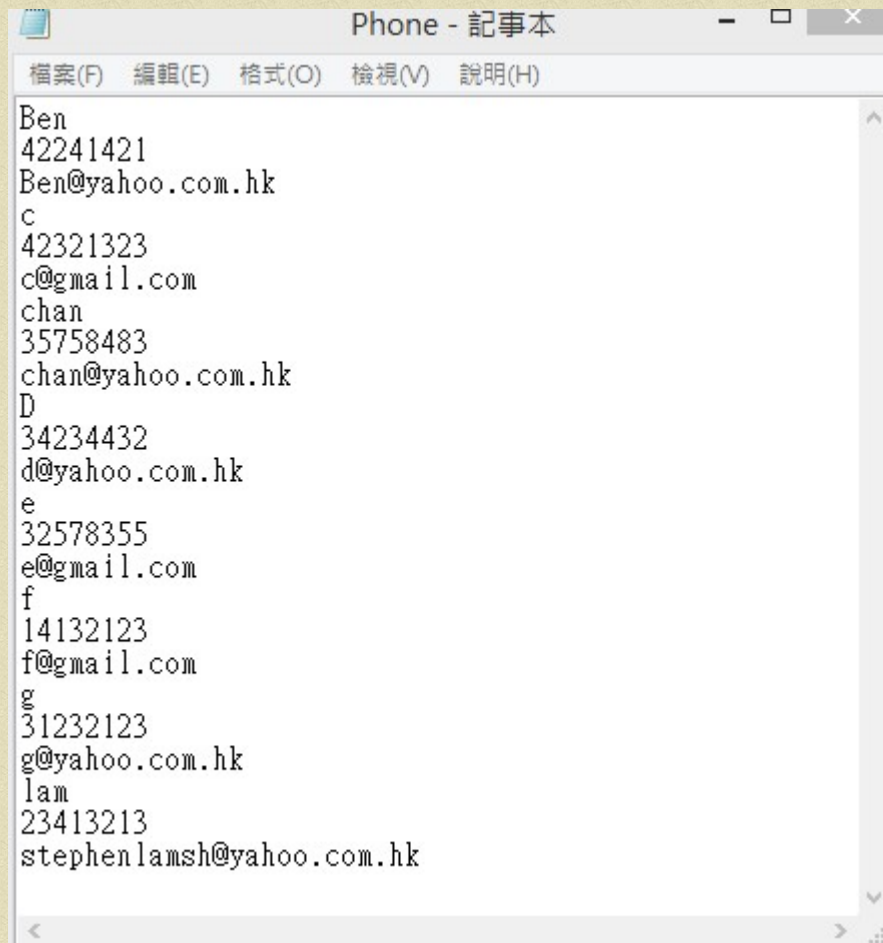 Phone - 記事本
檔案(F) 編輯(E) 格式(O) 檢視(V) 說明(H)
Ben
42241421
Ben@yahoo.com.hk
c
42321323
c@gmail.com
chan
35758483
chan@yahoo.com.hk
D
34234432
d@yahoo.com.hk
e
32578355
e@gmail.com
f
14132123
f@gmail.com
g
31232123
g@yahoo.com.hk
lam
23413213
stephenlamsh@yahoo.com.hk